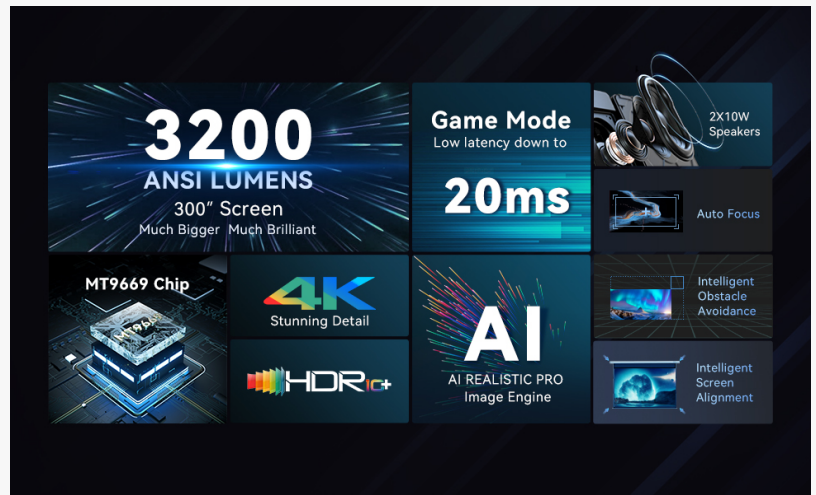 3200
ANSI LUMENS
300" Screen
Much Bigger Much Brilliant
Game Mode
Low latency down to
20ms
2X10W
Speakers
Auto Focus
MT9669 Chip
4K
Stunning Detail
HDR10+
AI
AI REALISTIC PRO
Image Engine
Intelligent
Obstacle
Avoidance
Intelligent
Screen
Alignment